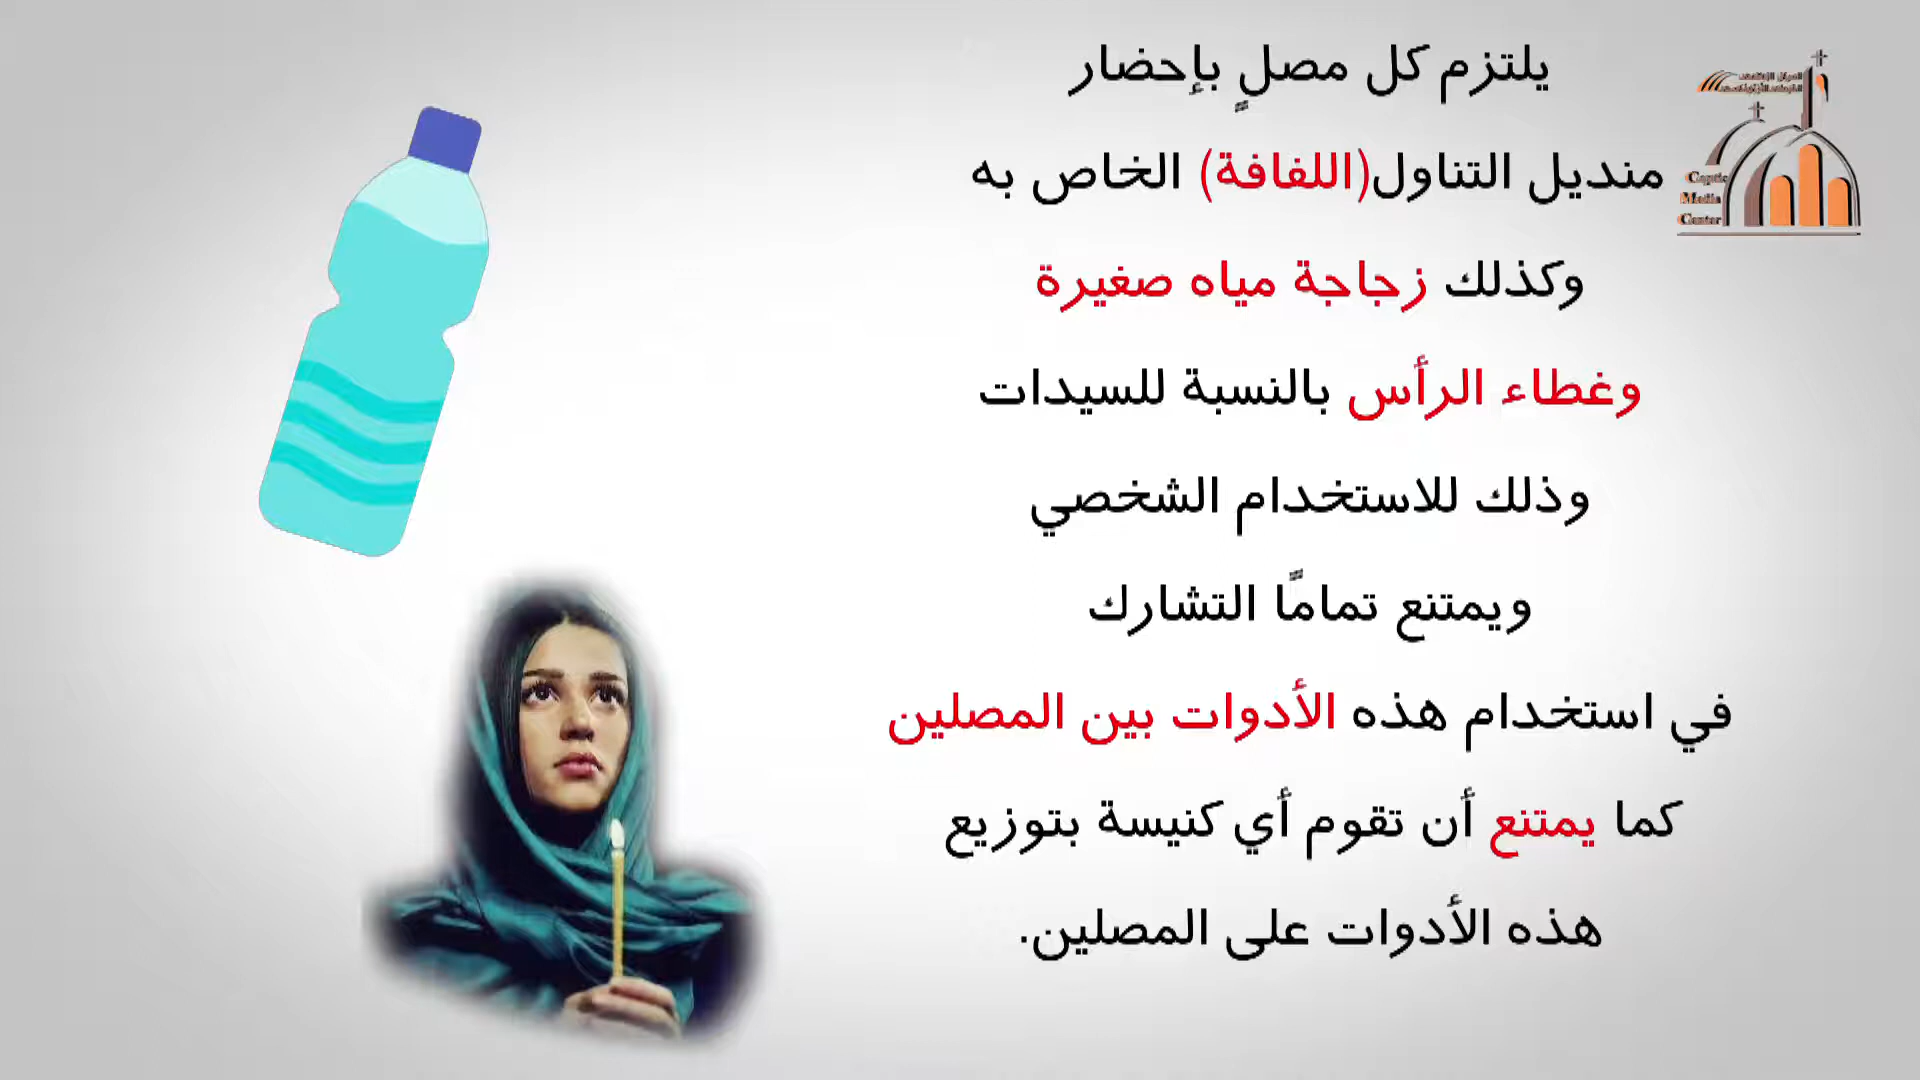 يلتزم كل مصلٍ بإحضار
منديل التناول(اللفافة) الخاص به
وكذلك زجاجة مياه صغيرة
وغطاء الرأس بالنسبة للسيدات
وذلك للاستخدام الشخصي
ويمتنع تمامًا التشارك
في استخدام هذه الأدوات بين المصلين
كما يمتنع أن تقوم أي كنيسة بتوزيع
هذه الأدوات على المصلين.
Coptic
Media
Center